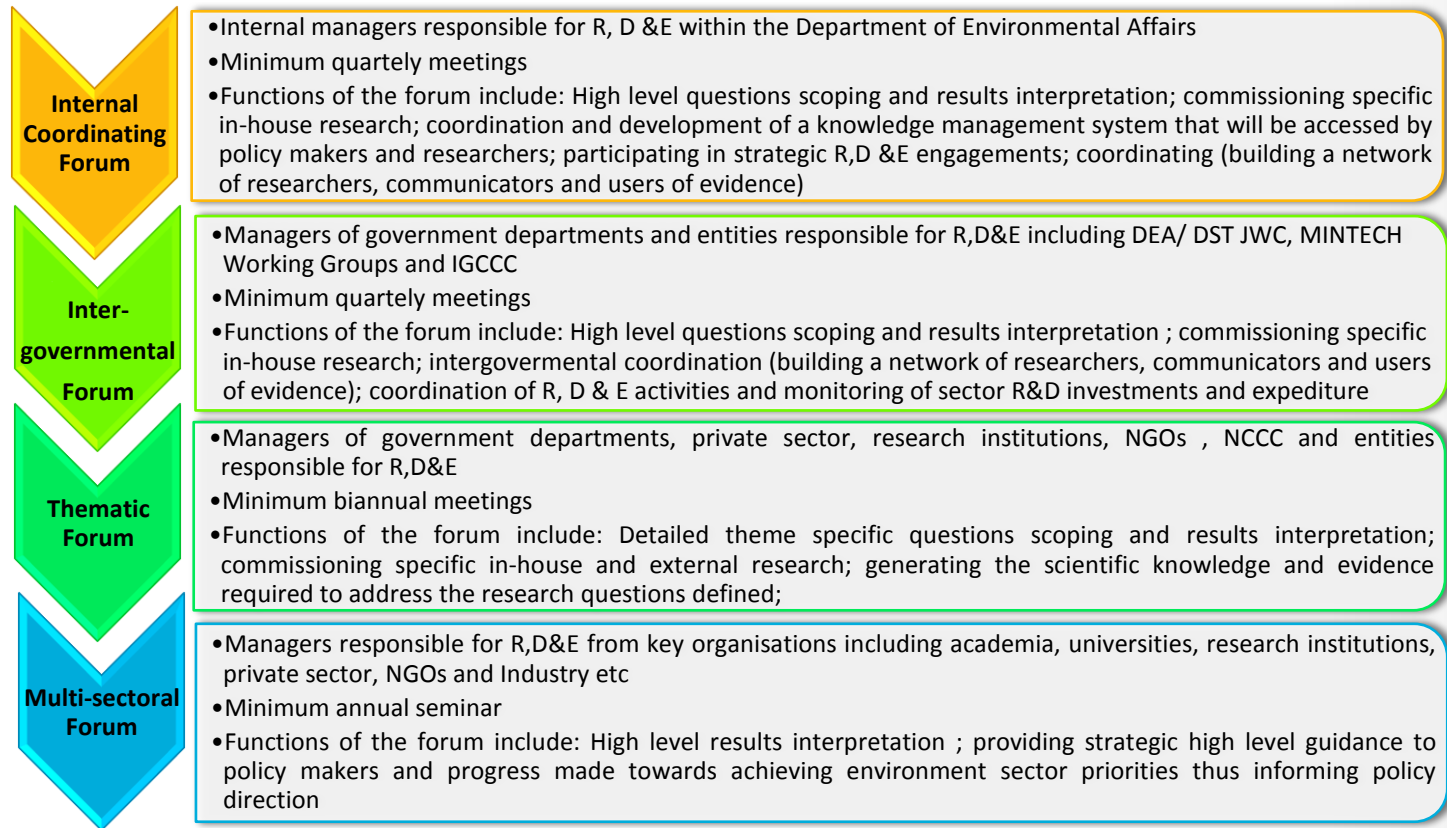 Internal
Coordinating
Forum
•Internal managers responsible for R, D &E within the Department of Environmental Affairs
•Minimum quartely meetings
•Functions of the forum include: High level questions scoping and results interpretation; commissioning specific
in-house research; coordination and development of a knowledge management system that will be accessed by
policy makers and researchers; participating in strategic R,D &E engagements; coordinating (building a network
of researchers, communicators and users of evidence)
Inter-
governmental
Forum
•Managers of government departments and entities responsible for R,D&E including DEA/ DST JWC, MINTECH
Working Groups and IGCCC
•Minimum quartely meetings
•Functions of the forum include: High level questions scoping and results interpretation ; commissioning specific
in-house research; intergovermental coordination (building a network of researchers, communicators and users
of evidence); coordination of R, D & E activities and monitoring of sector R&D investments and expediture
Thematic
Forum
•Managers of government departments, private sector, research institutions, NGOs , NCCC and entities
responsible for R,D&E
•Minimum biannual meetings
•Functions of the forum include: Detailed theme specific questions scoping and results interpretation;
commissioning specific in-house and external research; generating the scientific knowledge and evidence
required to address the research questions defined;
Multi-sectoral
Forum
•Managers responsible for R,D&E from key organisations including academia, universities, research institutions,
private sector, NGOs and Industry etc
•Minimum annual seminar
•Functions of the forum include: High level results interpretation ; providing strategic high level guidance to
policy makers and progress made towards achieving environment sector priorities thus informing policy
direction